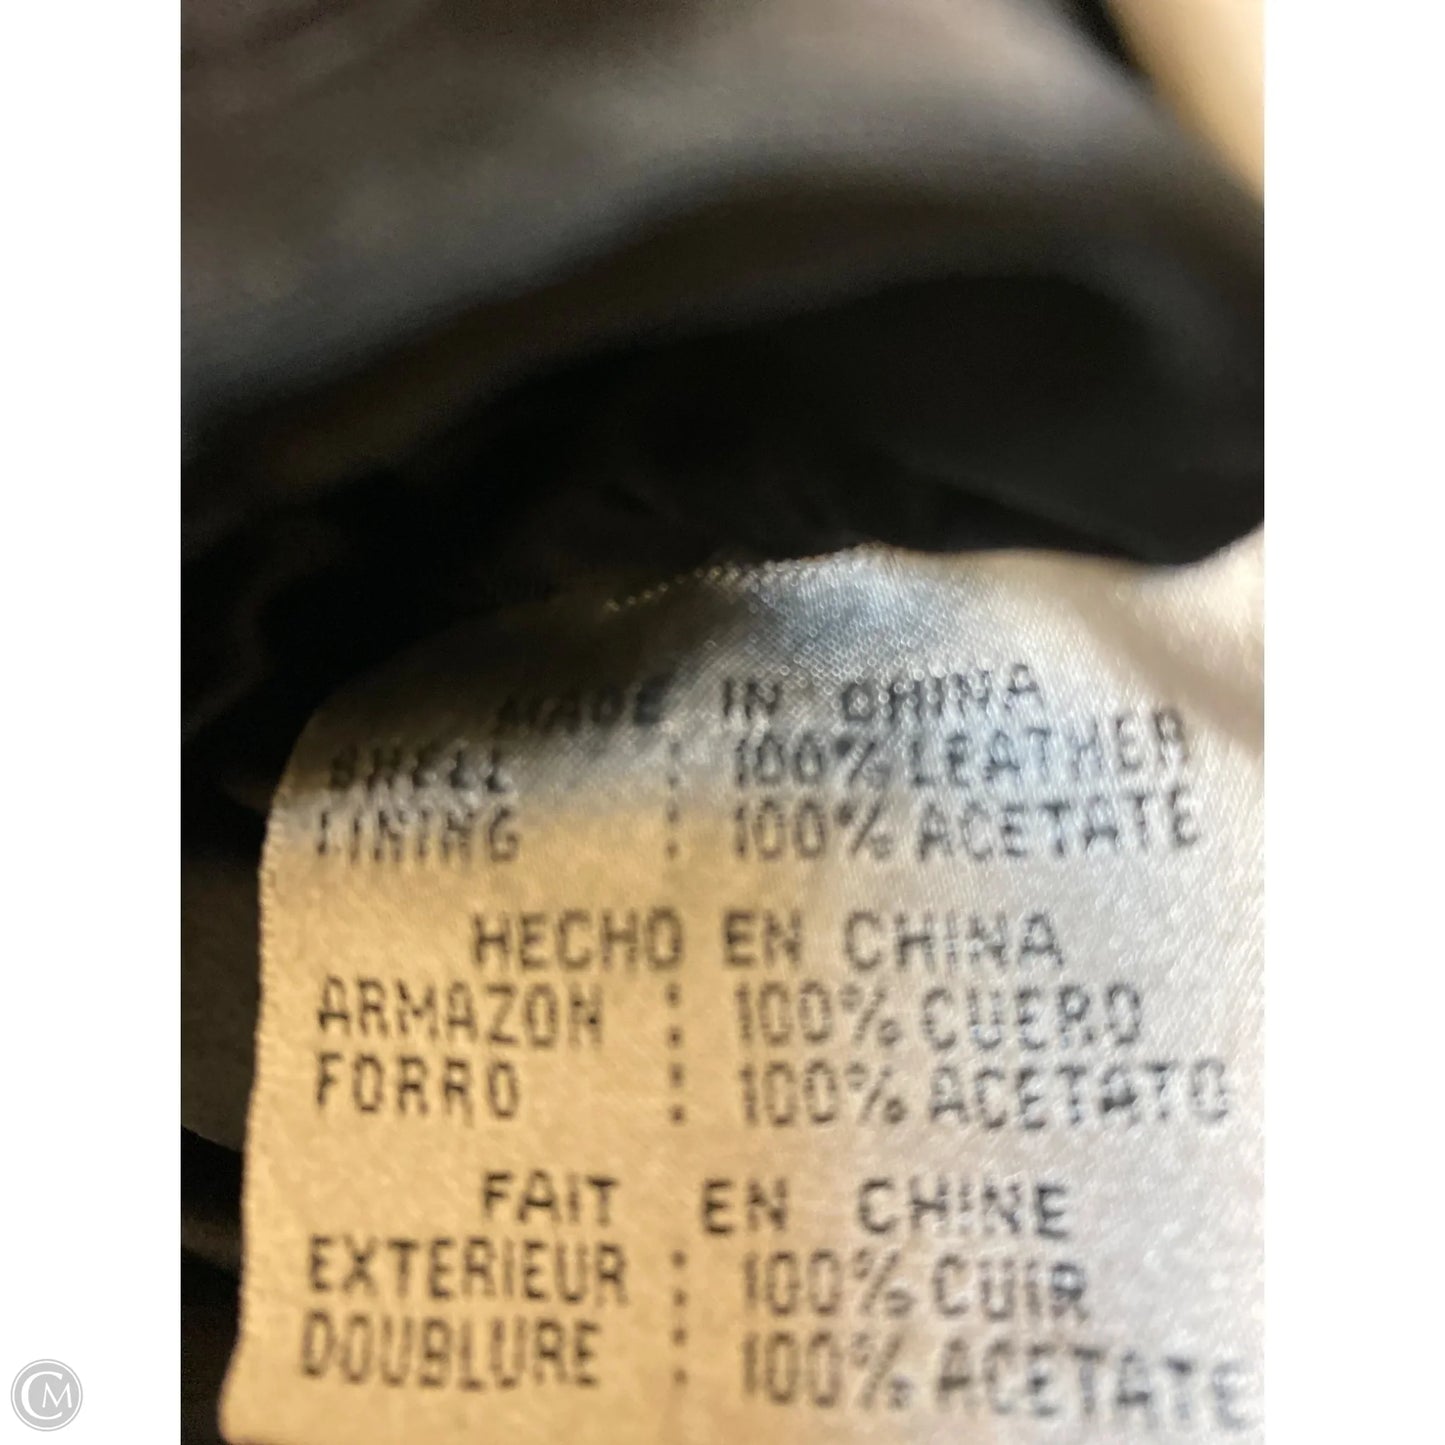 MADE IN CHINA
SHELL : 100% LEATHER
LINING : 100% ACETATE
HECHO EN CHINA
ARMAZON : 100% CUERO
FORRO : 100% ACETATO
FAIT EN CHINE
EXTERIEUR : 100% CUIR
DOUBLURE : 100% ACETATE
CM